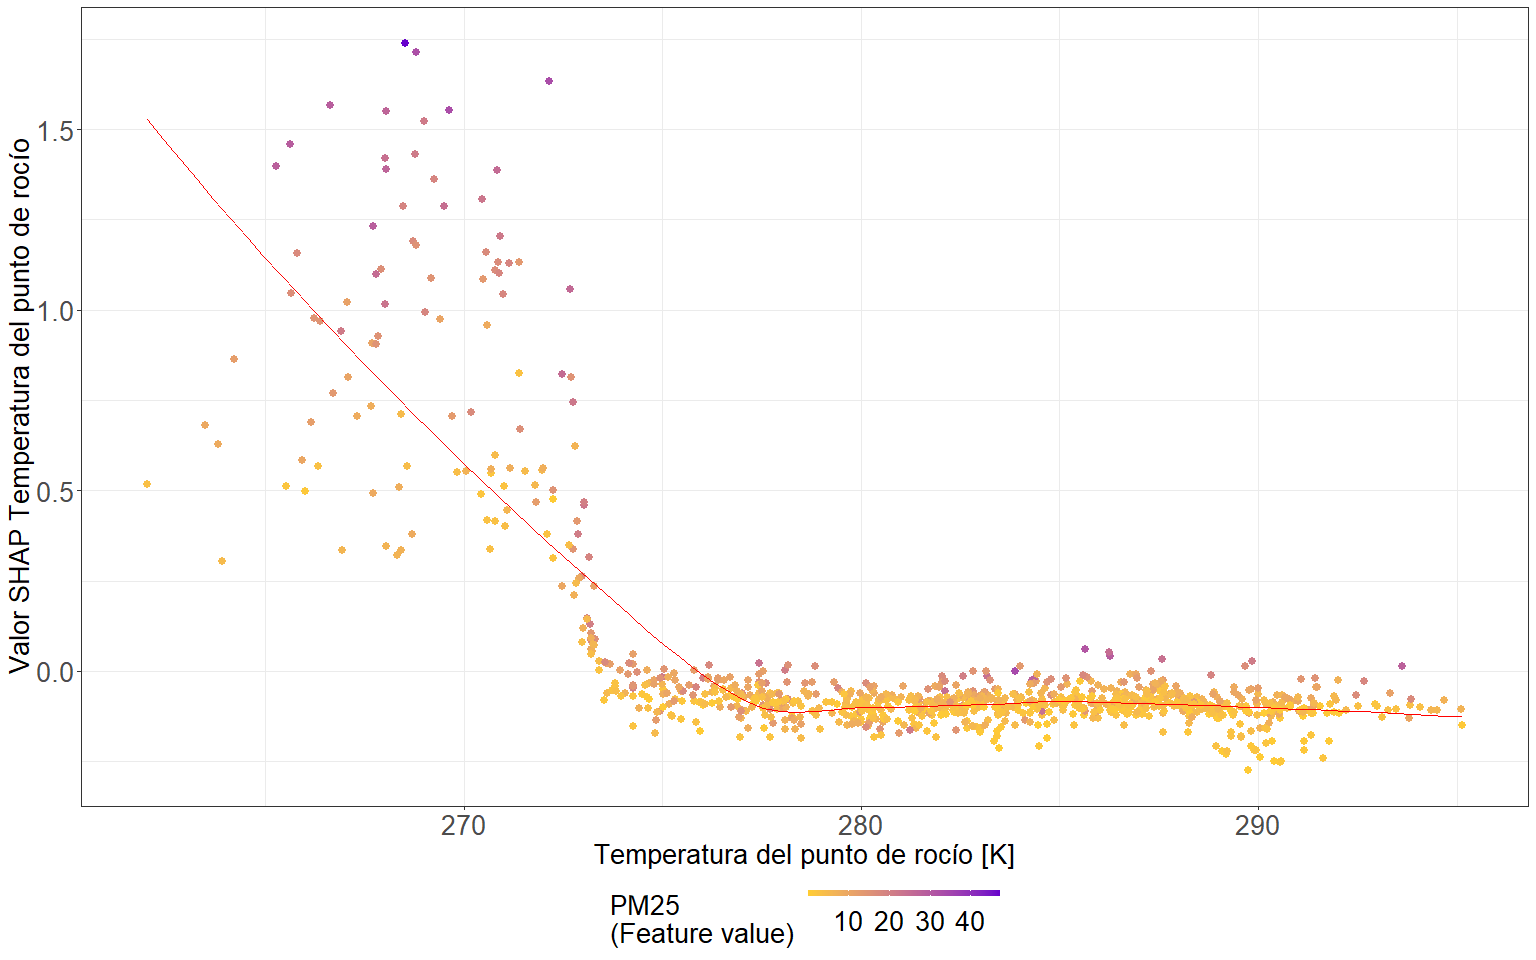 Valor SHAP Temperatura del punto de rocío
1.5
1.0
0.5
0.0
270 280 290
Temperatura del punto de rocío [K]
PM25
(Feature value)
10 20 30 40